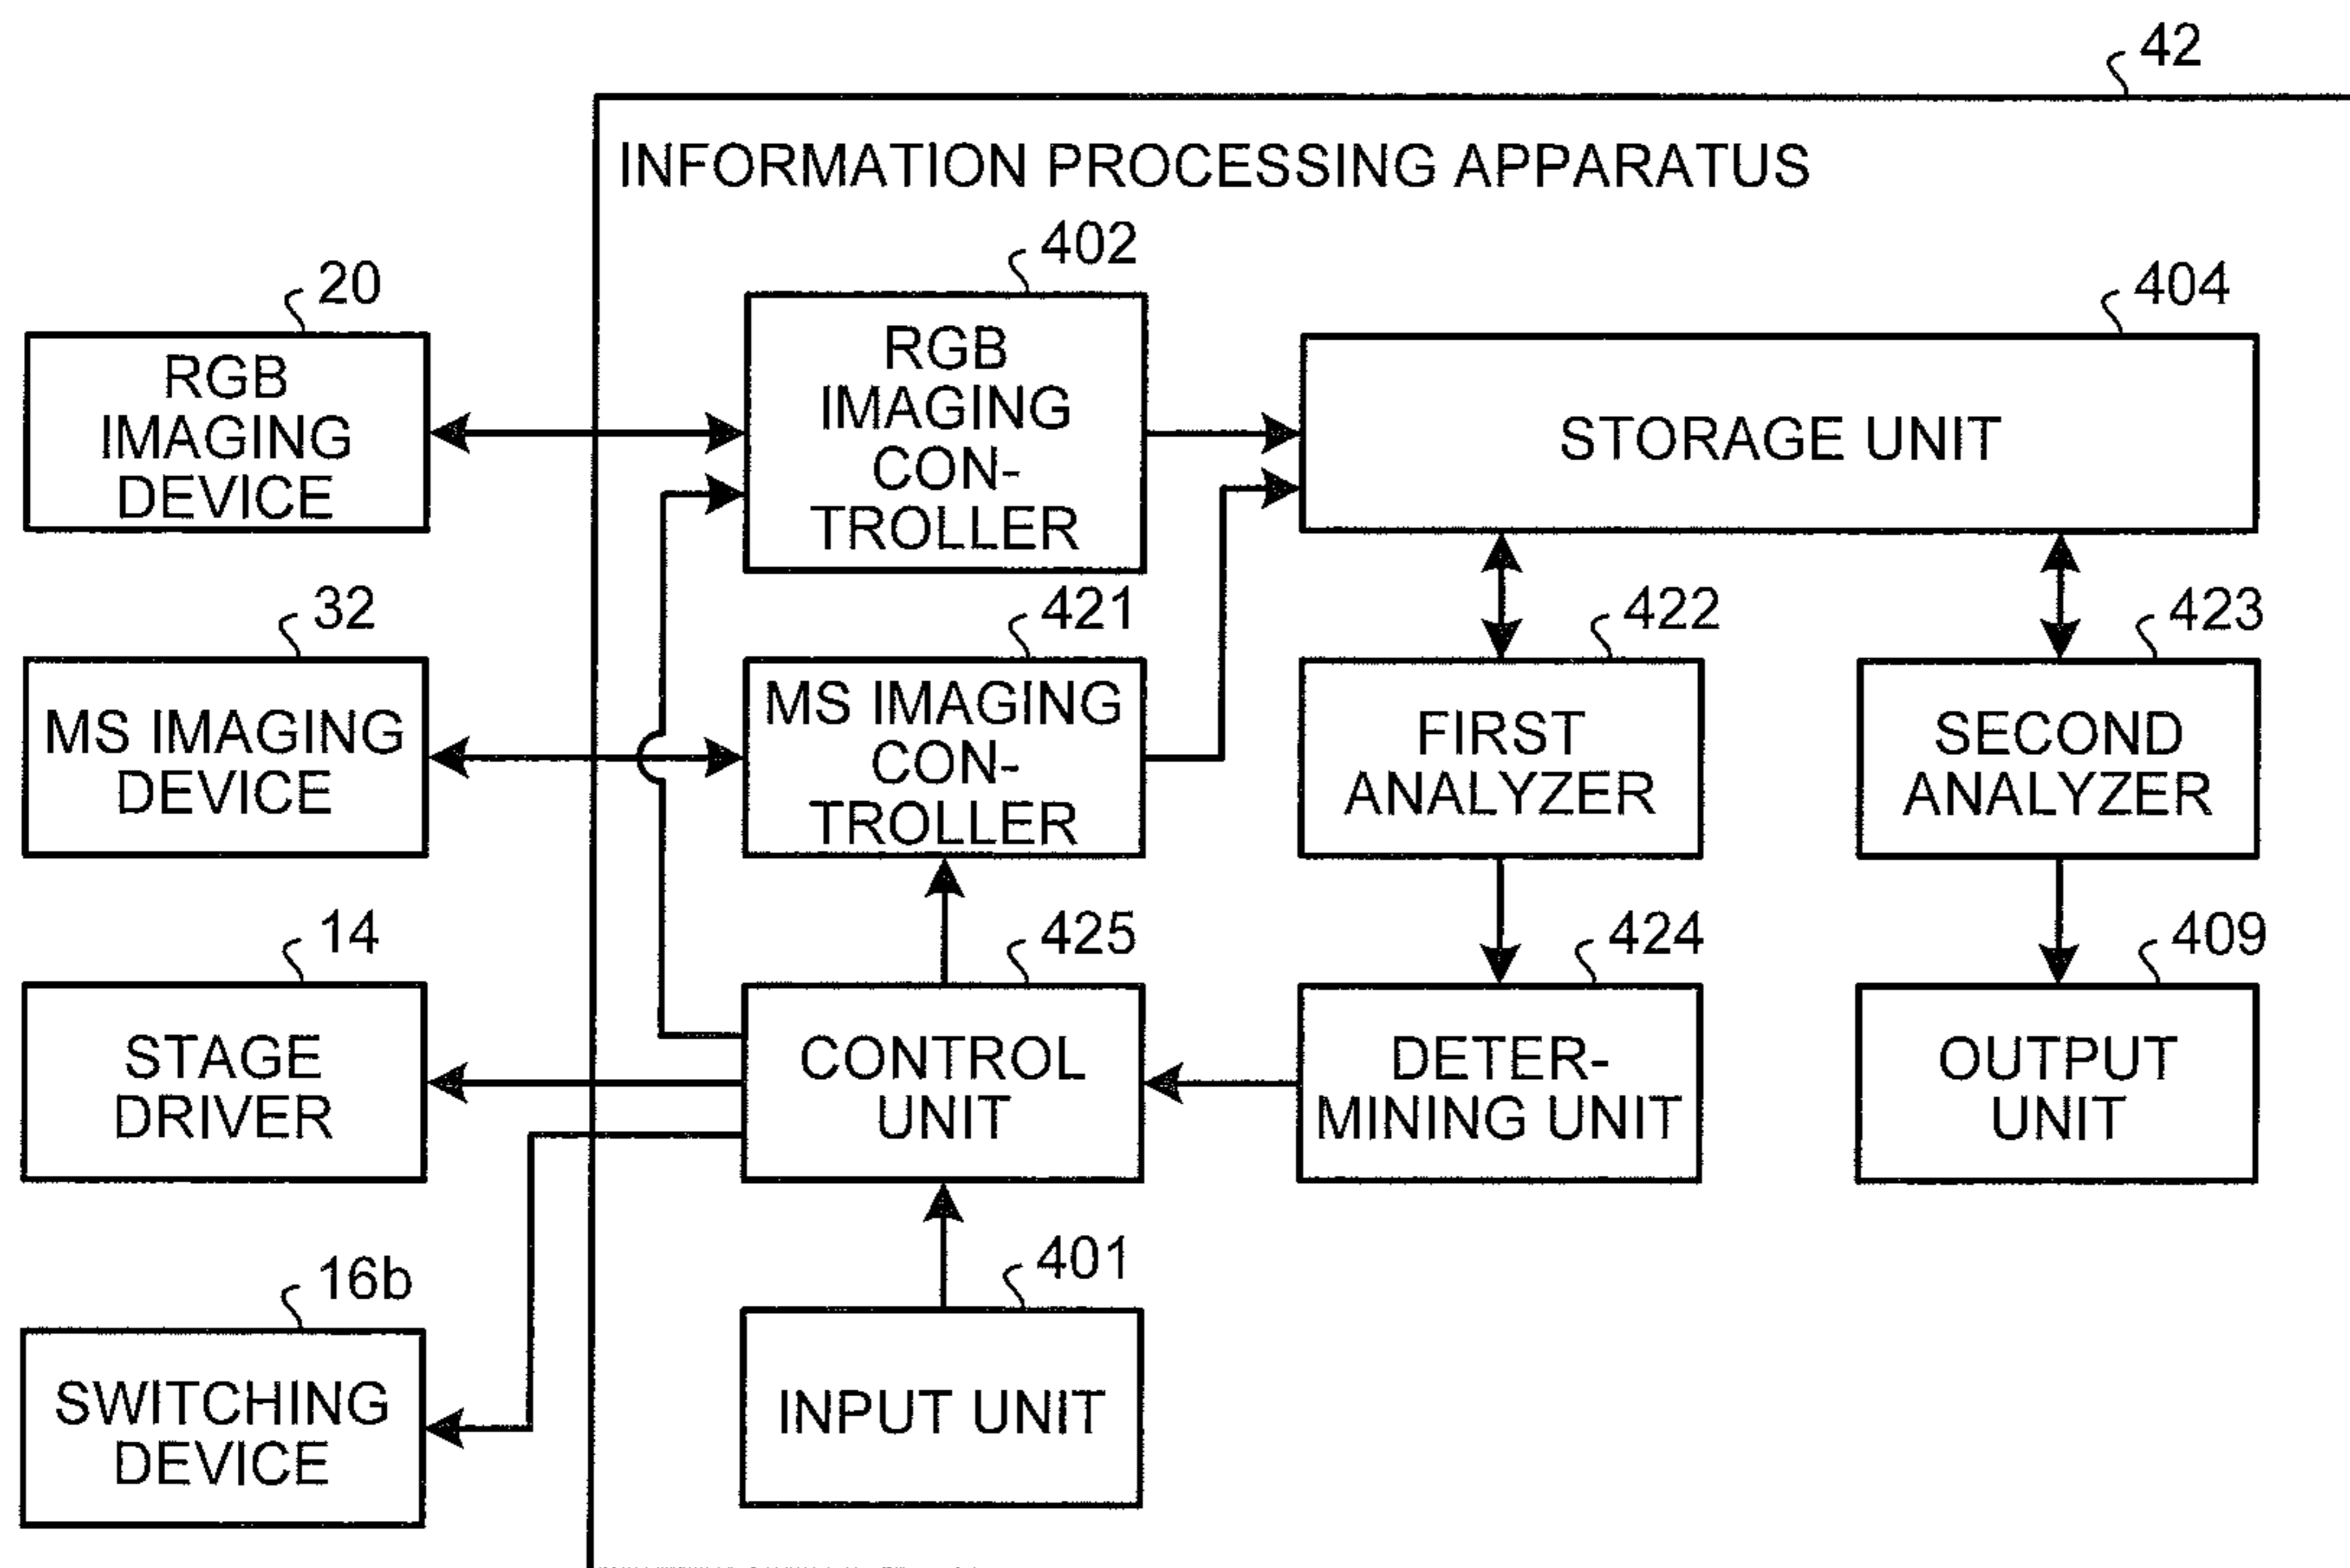 42
INFORMATION PROCESSING APPARATUS
402
20
404
RGB
IMAGING
DEVICE
RGB
IMAGING
CON-
TROLLER
STORAGE UNIT
32
421
422
423
MS IMAGING
DEVICE
MS IMAGING
CON-
TROLLER
FIRST
ANALYZER
SECOND
ANALYZER
14
425
424
409
STAGE
DRIVER
CONTROL
UNIT
DETER-
MINING UNIT
OUTPUT
UNIT
16b
401
SWITCHING
DEVICE
INPUT UNIT